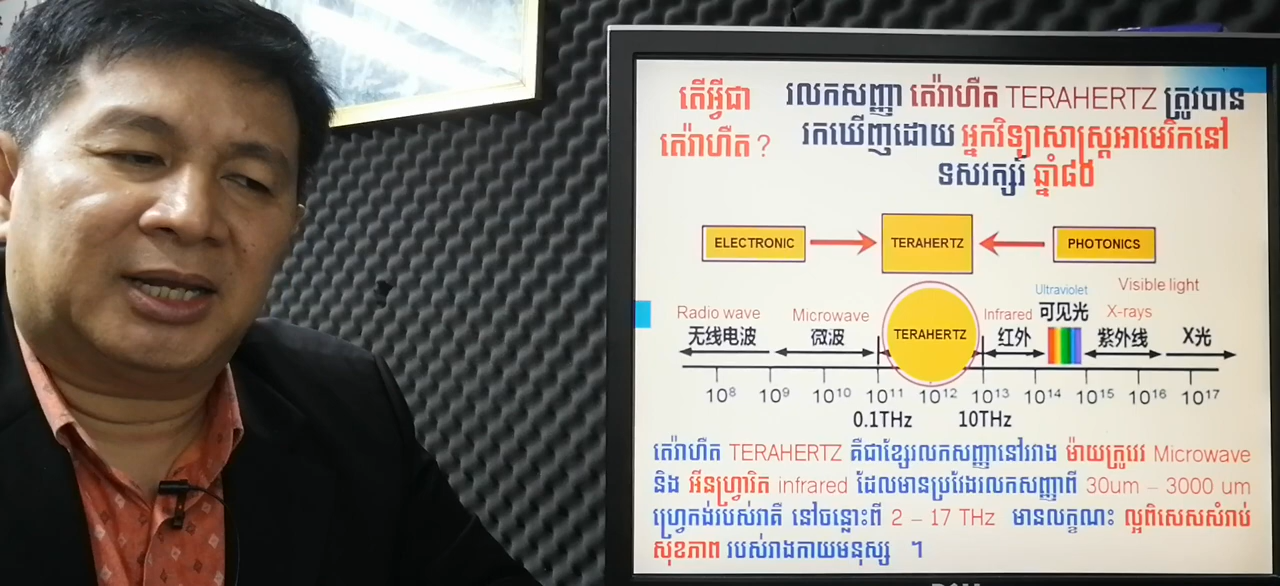 តើអ្វីជា
តេរ៉ាហឺត ?
រលកសញ្ញា តេរ៉ាហឺត TERAHERTZ ត្រូវបាន
រកឃើញដោយ អ្នកវិទ្យាសាស្ត្រអាមេរិកនៅ
ទសវត្សរ៍ ឆ្នាំ៨០
ELECTRONIC
TERAHERTZ
PHOTONICS
Visible light
Ultraviolet
Radio wave
Microwave
Infrared
X-rays
无线电波
微波
TERAHERTZ
红外
可见光
紫外线
X光
10⁸ 10⁹ 10¹⁰ 10¹¹ 10¹² 10¹³ 10¹⁴ 10¹⁵ 10¹⁶ 10¹⁷
0.1THz
10THz
តេរ៉ាហឺត TERAHERTZ គឺជាខ្សែរលកសញ្ញានៅរវាង ម៉ាយក្រូវេវ Microwave
និង អីនហ្វ្រារិត infrared ដែលមានប្រវែងរលកសញ្ញាពី 30um – 3000 um
ហ្វ្រេកង់របស់វាគឺ នៅចន្លោះពី 2 – 17 THz មានលក្ខណះ ល្អពិសេសសំរាប់
សុខភាព របស់រាងកាយមនុស្ស ។